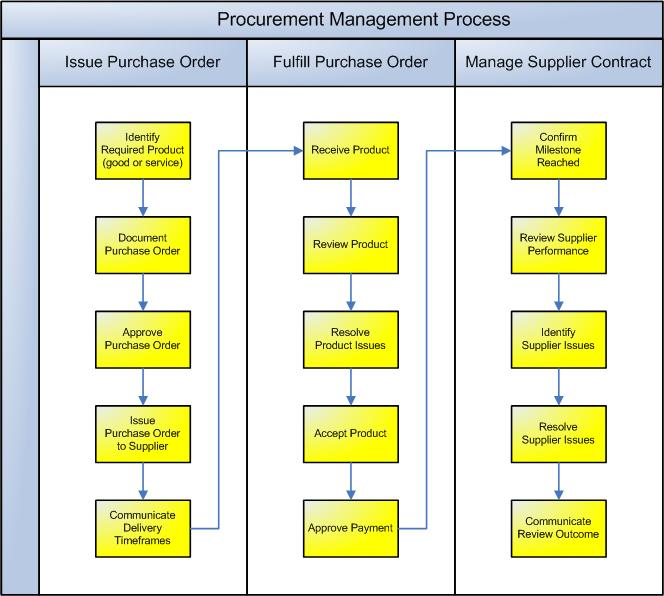 Procurement Management Process
Issue Purchase Order
Fulfill Purchase Order
Manage Supplier Contract
Identify
Required Product
(good or service)
Document
Purchase Order
Approve
Purchase Order
Issue
Purchase Order
to Supplier
Communicate
Delivery
Timeframes
Receive Product
Review Product
Resolve
Product Issues
Accept Product
Approve Payment
Confirm
Milestone
Reached
Review Supplier
Performance
Identify
Supplier Issues
Resolve
Supplier Issues
Communicate
Review Outcome